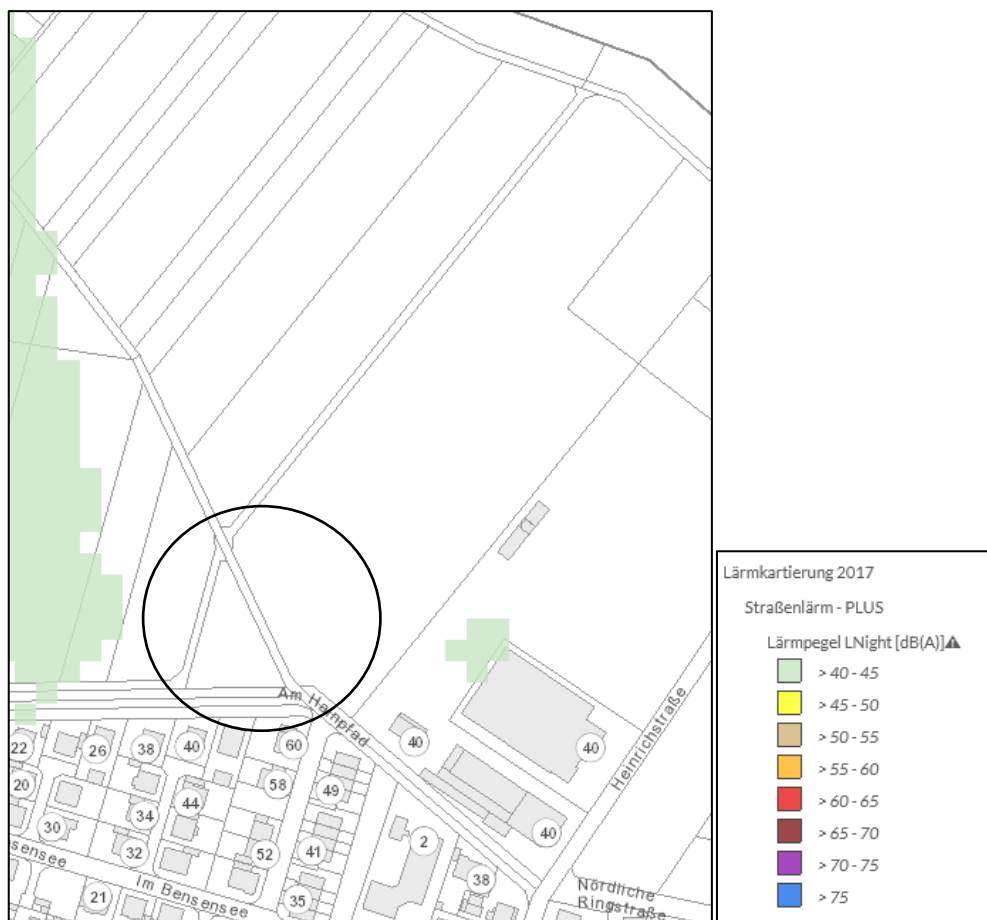 Am Hampfad
40
Heinrichstraße
22
26
38
40
60
40
20
58
49
44
30
34
32
52
41
2
40
sensee
21
Im Bensensee
35
38
Nördliche
Ringstraße
Lärmkartierung 2017
Straßenlärm - PLUS
Lärmpegel LNight [dB(A)]
> 40 - 45
> 45 - 50
> 50 - 55
> 55 - 60
> 60 - 65
> 65 - 70
> 70 - 75
> 75